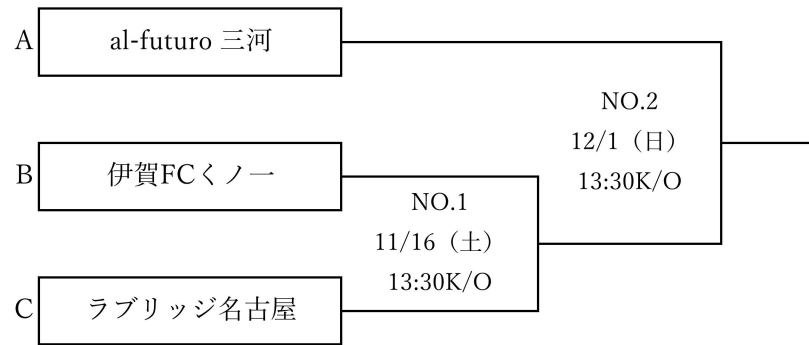 A
al-futuro 三河
NO.2
12/1（日）
13:30K/O
B
伊賀FCくノ一
NO.1
11/16（土）
13:30K/O
C
ラブリッジ名古屋